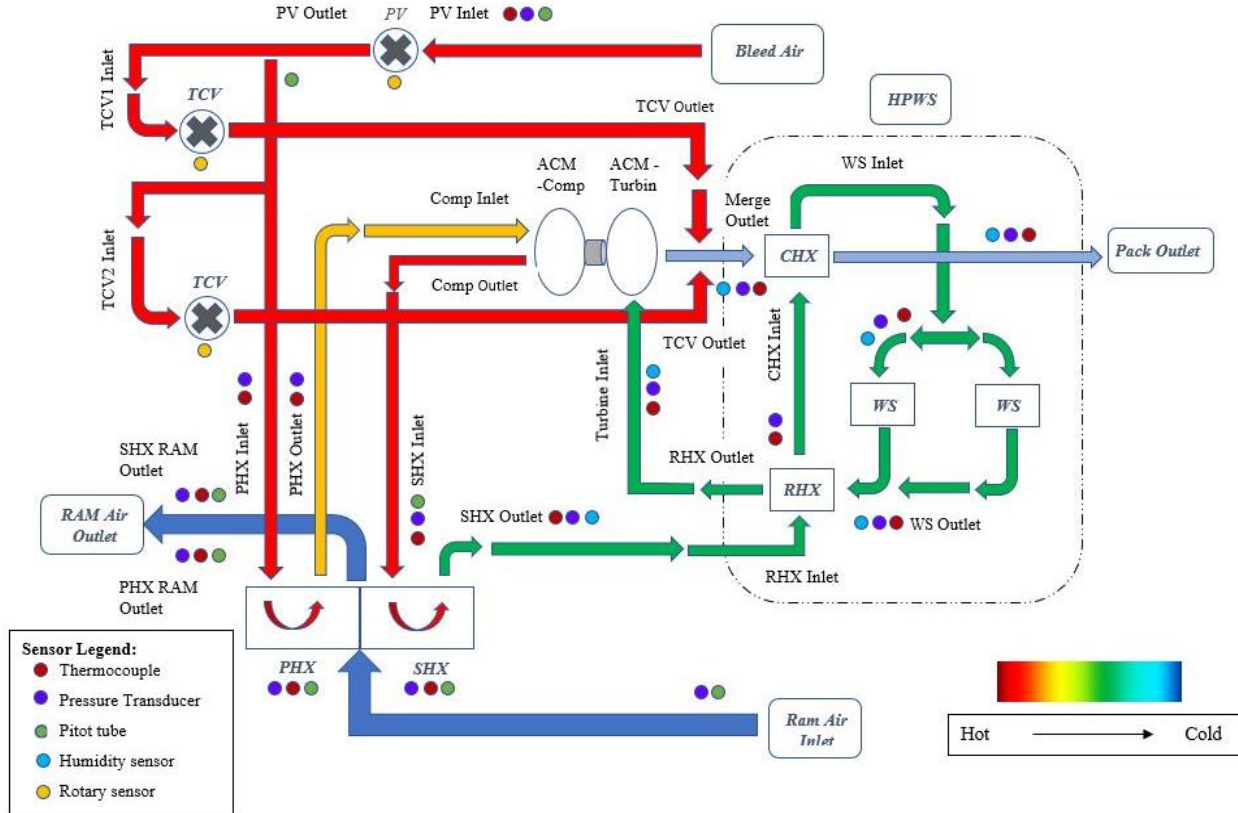 PV Outlet
PV
PV Inlet
Bleed Air
TCV1 Inlet
TCV
TCV Outlet
HPWS
ACM
-Comp
ACM -
Turbin
WS Inlet
Comp Inlet
Merge
Outlet
CHX
Pack Outlet
TCV2 Inlet
TCV
Comp Outlet
TCV Outlet
CHX Inlet
Turbine Inlet
WS
WS
PHX Inlet
PHX Outlet
SHX Inlet
SHX RAM
Outlet
RHX Outlet
RHX
RAM Air
Outlet
SHX Outlet
WS Outlet
RHX Inlet
PHX RAM
Outlet
Sensor Legend:
Thermocouple
Pressure Transducer
Pitot tube
Humidity sensor
Rotary sensor
PHX
SHX
Ram Air
Inlet
Hot
Cold